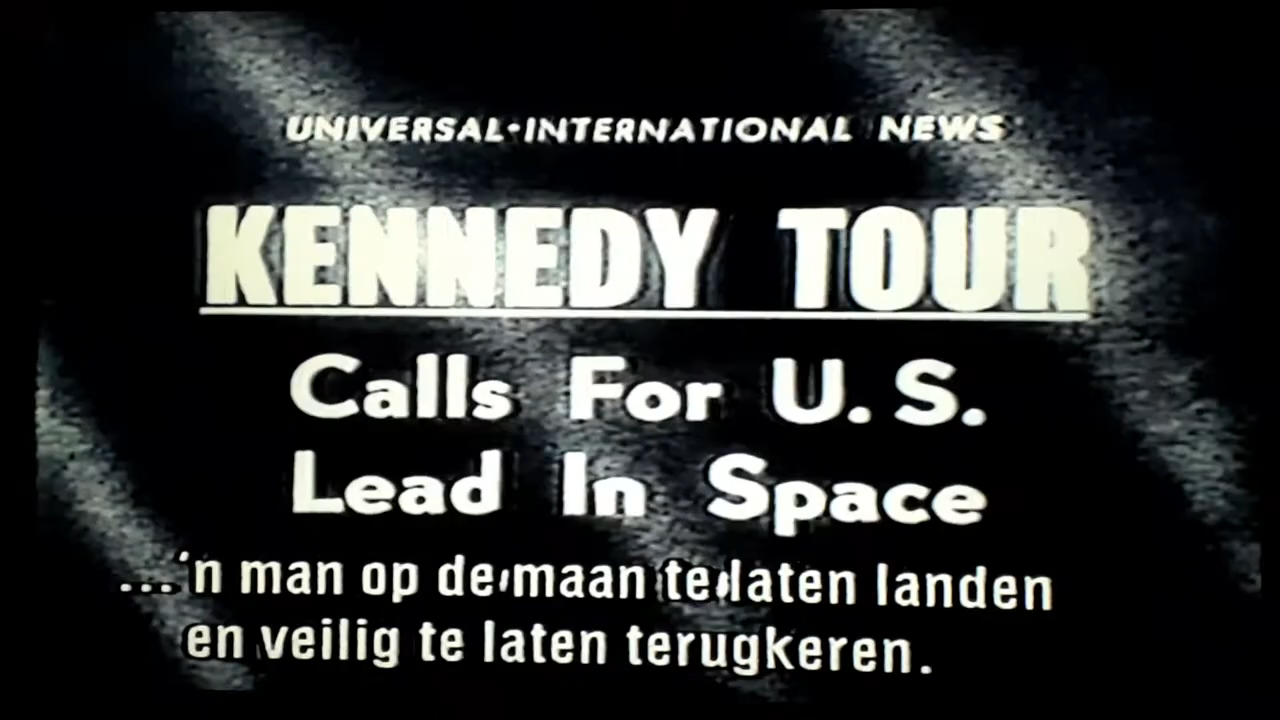 UNIVERSAL-INTERNATIONAL NEWS
KENNEDY TOUR
Calls For U. S.
Lead In Space
...'n man op de maan te laten landen
en veilig te laten terugkeren.